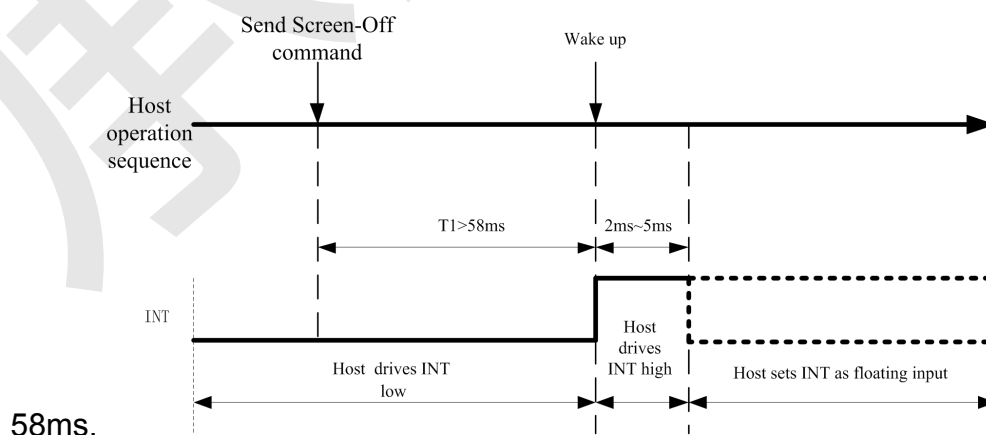 Send Screen-Off
command
Wake up
Host
operation
sequence
T1>58ms
2ms~5ms
INT
Host drives INT
low
Host
drives
INT high
Host sets INT as floating input
58ms.